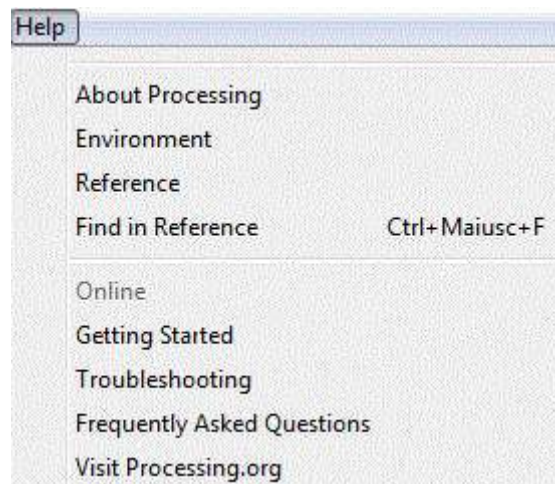 Help
About Processing
Environment
Reference
Find in Reference Ctrl+Maiusc+F
Online
Getting Started
Troubleshooting
Frequently Asked Questions
Visit Processing.org